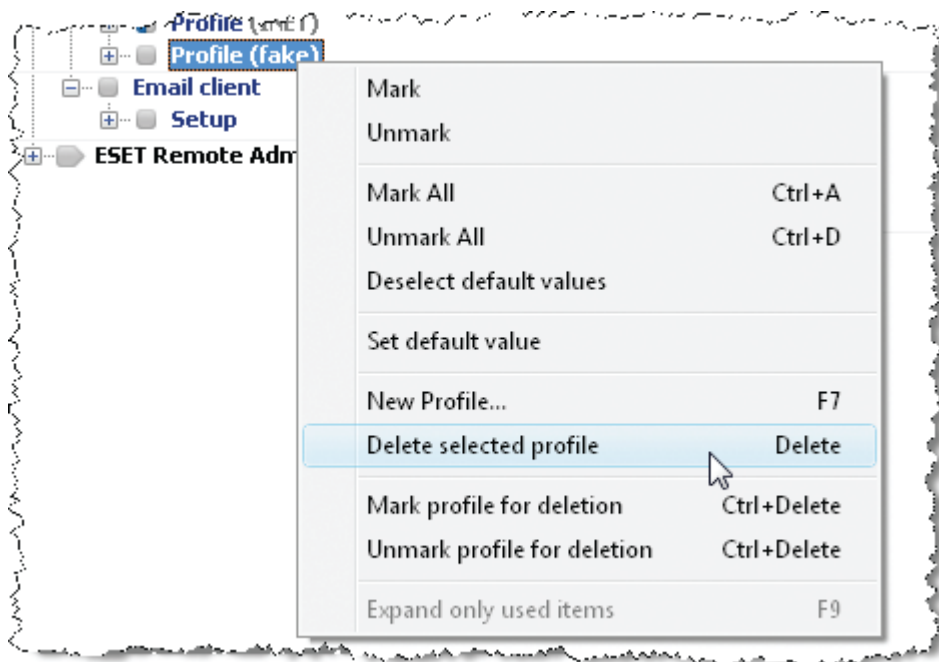 Profile
Profile (fake)
Email client
Setup
ESET Remote Adm
Mark
Unmark
Mark All Ctrl+A
Unmark All Ctrl+D
Deselect default values
Set default value
New Profile... F7
Delete selected profile Delete
Mark profile for deletion Ctrl+Delete
Unmark profile for deletion Ctrl+Delete
Expand only used items F9